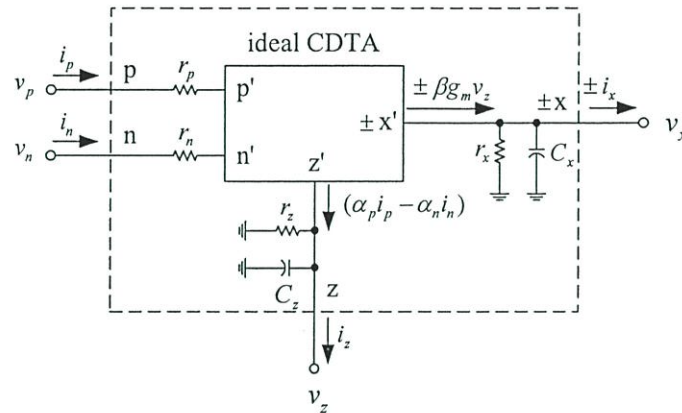 ideal CDTA
i_p
p
r_p
v_p
p'
± βg_m v_z
± i_x
± x
± x'
v_x
i_n
n
r_n
v_n
n'
r_x
C_x
z'
(α_p i_p − α_n i_n)
r_z
C_z
z
i_z
v_z